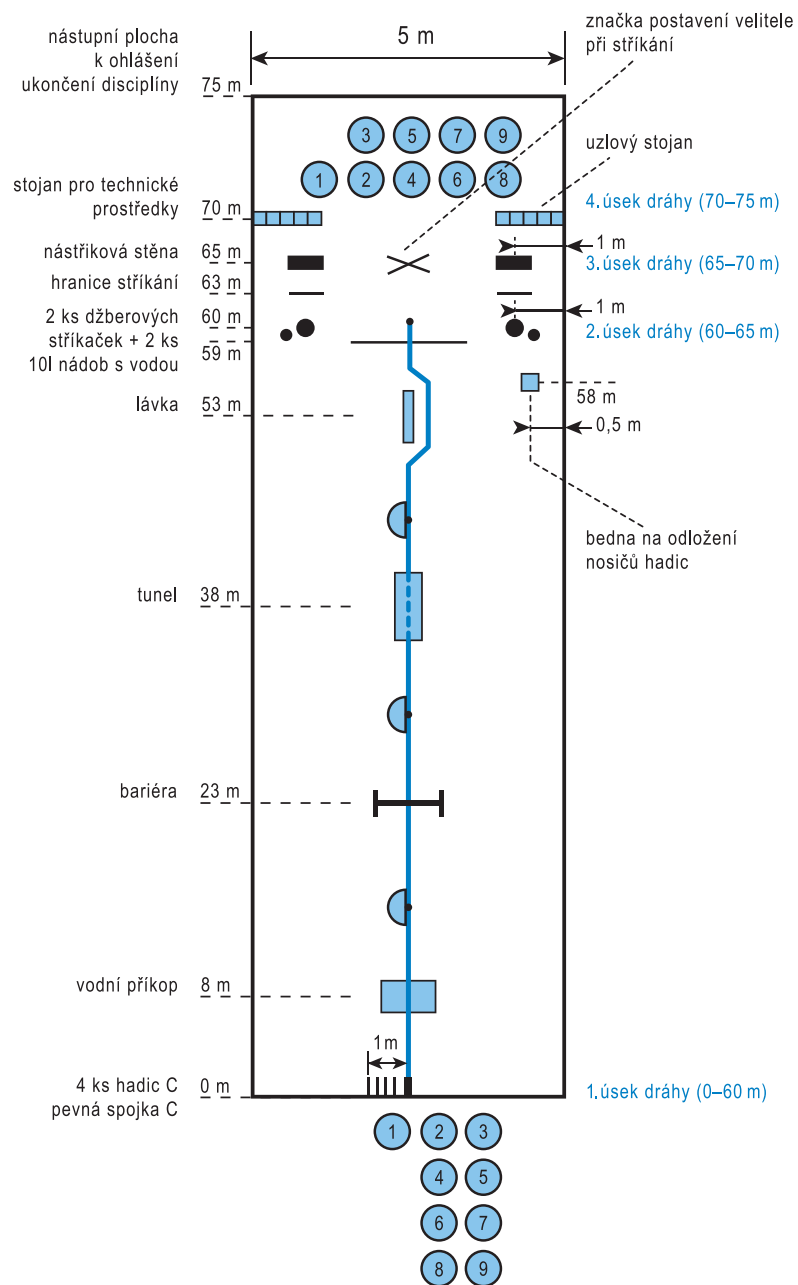 nástupní plocha
k ohlášení
ukončení disciplíny
75 m
5 m
značka postavení velitele
při stříkání
3 5 7 9
1 2 4 6 8
uzlový stojan
stojan pro technické
prostředky
70 m
4. úsek dráhy (70–75 m)
nástřiková stěna
65 m
1 m
3. úsek dráhy (65–70 m)
hranice stříkání
63 m
2 ks džberových
stříkaček + 2 ks
10l nádob s vodou
60 m
59 m
1 m
2. úsek dráhy (60–65 m)
lávka
53 m
58 m
0,5 m
bedna na odložení
nosičů hadic
tunel
38 m
bariéra
23 m
vodní příkop
8 m
1 m
4 ks hadic C
pevná spojka C
0 m
1. úsek dráhy (0–60 m)
1 2 3
4 5
6 7
8 9